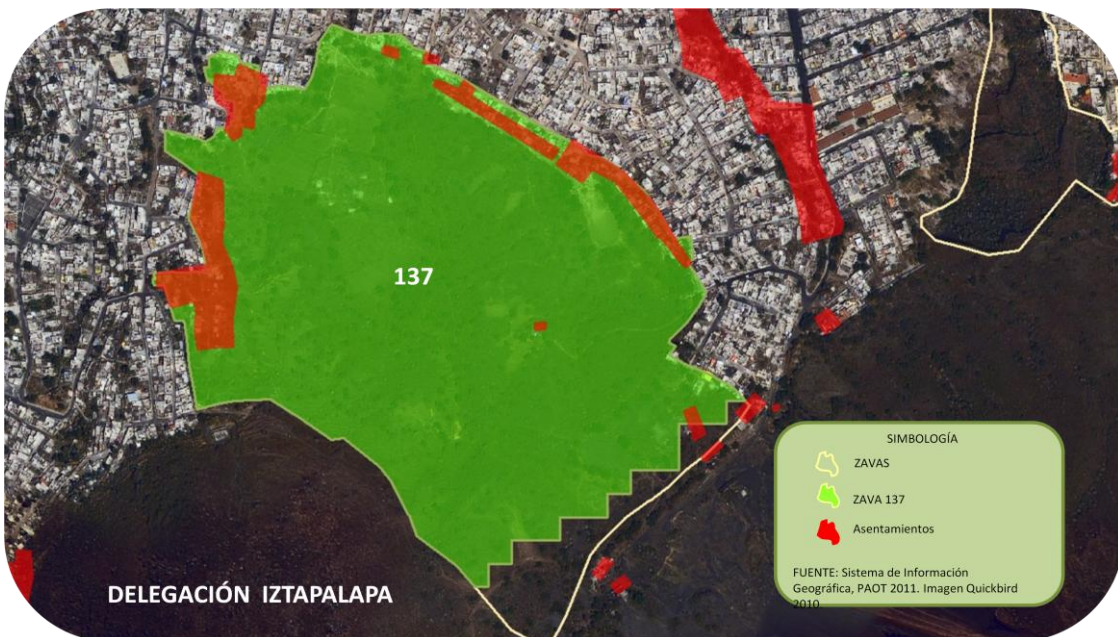 137
DELEGACIÓN IZTAPALAPA
SIMBOLOGÍA
ZAVAS
ZAVA 137
Asentamientos
FUENTE: Sistema de Información
Geográfica, PAOT 2011. Imagen Quickbird
2010